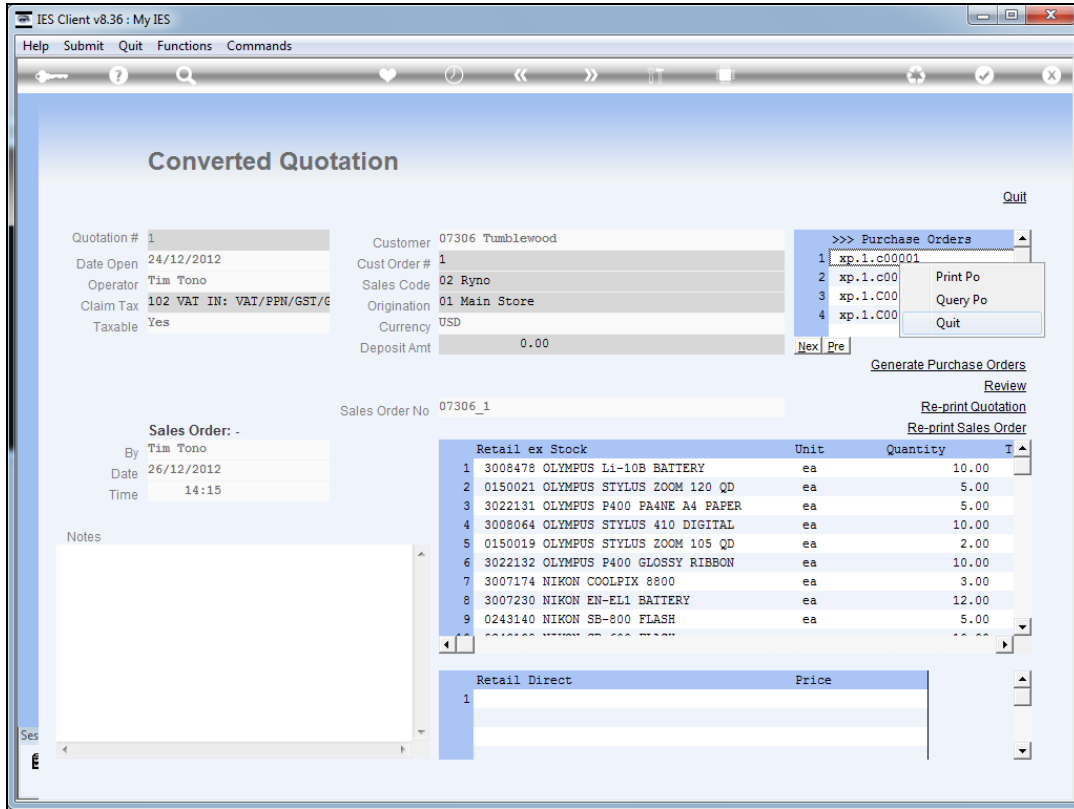 IES Client v8.36 : My IES
Help Submit Quit Functions Commands
Converted Quotation
Quit
Quotation # 1
Date Open 24/12/2012
Operator Tim Tono
Claim Tax 102 VAT IN: VAT/PPN/GST/G
Taxable Yes
Customer 07306 Tumblewood
Cust Order # 1
Sales Code 02 Ryno
Origination 01 Main Store
Currency USD
Deposit Amt 0.00
>>> Purchase Orders
1 xp.1.c00001
2 xp.1.c00
3 xp.1.C00
4 xp.1.C00
Print Po
Query Po
Quit
Nex Pre
Generate Purchase Orders
Review
Re-print Quotation
Re-print Sales Order
Sales Order No 07306_1
Sales Order: -
By Tim Tono
Date 26/12/2012
Time 14:15
Notes
Retail ex Stock Unit Quantity T
1 3008478 OLYMPUS Li-10B BATTERY ea 10.00
2 0150021 OLYMPUS STYLUS ZOOM 120 QD ea 5.00
3 3022131 OLYMPUS P400 PA4NE A4 PAPER ea 5.00
4 3008064 OLYMPUS STYLUS 410 DIGITAL ea 10.00
5 0150019 OLYMPUS STYLUS ZOOM 105 QD ea 2.00
6 3022132 OLYMPUS P400 GLOSSY RIBBON ea 10.00
7 3007174 NIKON COOLPIX 8800 ea 3.00
8 3007230 NIKON EN-EL1 BATTERY ea 12.00
9 0243140 NIKON SB-800 FLASH ea 5.00
Retail Direct Price
1
Ses